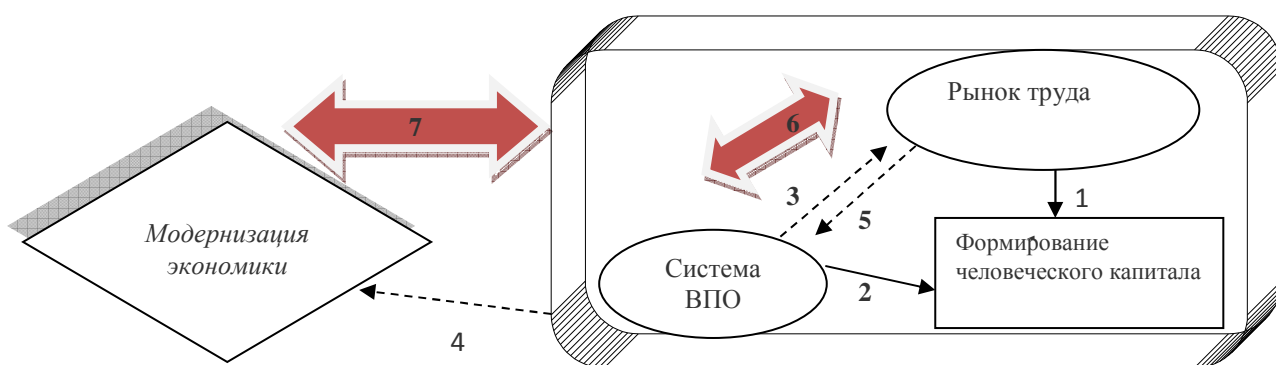 7
6
Рынок труда
3
5
1
Модернизация
экономики
Формирование
человеческого капитала
Система
ВПО
2
4